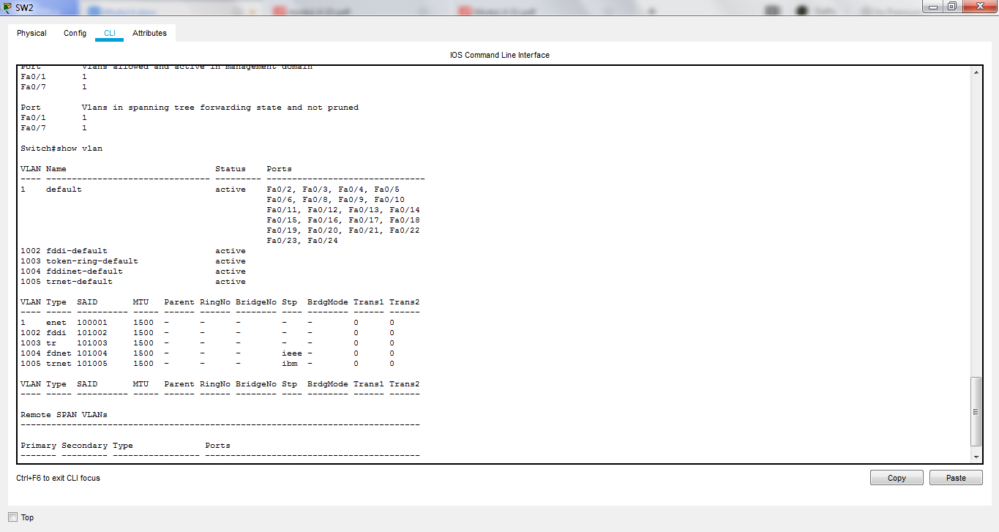 SW2
Physical Config CLI Attributes
IOS Command Line Interface
Port        Vlans allowed and active in management domain
Fa0/1       1
Fa0/7       1
Port        Vlans in spanning tree forwarding state and not pruned
Fa0/1       1
Fa0/7       1
Switch#show vlan
VLAN Name                             Status    Ports
---- -------------------------------- --------- -------------------------------
1    default                          active    Fa0/2, Fa0/3, Fa0/4, Fa0/5
                                                Fa0/6, Fa0/8, Fa0/9, Fa0/10
                                                Fa0/11, Fa0/12, Fa0/13, Fa0/14
                                                Fa0/15, Fa0/16, Fa0/17, Fa0/18
                                                Fa0/19, Fa0/20, Fa0/21, Fa0/22
                                                Fa0/23, Fa0/24
1002 fddi-default                     active
1003 token-ring-default               active
1004 fddinet-default                  active
1005 trnet-default                    active
VLAN Type  SAID       MTU   Parent RingNo BridgeNo Stp  BrdgMode Trans1 Trans2
---- ----- ---------- ----- ------ ------ -------- ---- -------- ------ ------
1    enet  100001     1500  -      -      -        -    -        0      0
1002 fddi  101002     1500  -      -      -        -    -        0      0
1003 tr    101003     1500  -      -      -        -    -        0      0
1004 fdnet 101004     1500  -      -      -        ieee -        0      0
1005 trnet 101005     1500  -      -      -        ibm  -        0      0
VLAN Type  SAID       MTU   Parent RingNo BridgeNo Stp  BrdgMode Trans1 Trans2
---- ----- ---------- ----- ------ ------ -------- ---- -------- ------ ------
Remote SPAN VLANs
------------------------------------------------------------------------------
Primary Secondary Type              Ports
------- --------- ----------------- ------------------------------------------
Ctrl+F6 to exit CLI focus
Copy Paste
Top